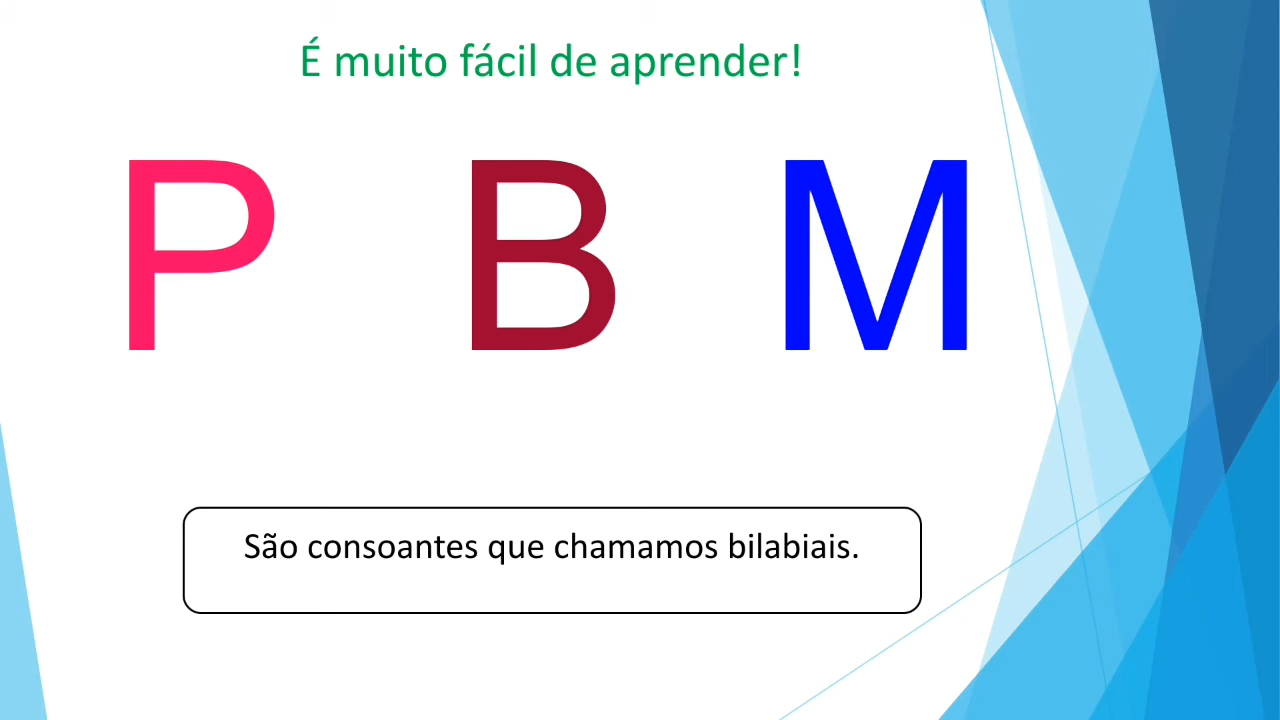 É muito fácil de aprender!
P B M
São consoantes que chamamos bilabiais.